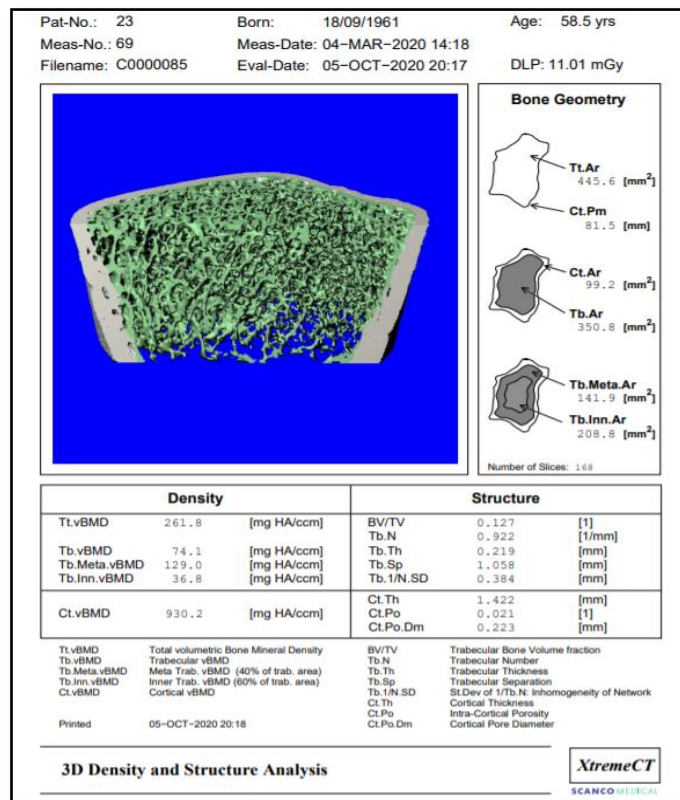 Pat-No.: 23 Born: 18/09/1961 Age: 58.5 yrs
Meas-No.: 69 Meas-Date: 04-MAR-2020 14:18
Filename: C0000085 Eval-Date: 05-OCT-2020 20:17 DLP: 11.01 mGy
Bone Geometry
Tt.Ar
445.6 [mm²]
Ct.Pm
81.5 [mm]
Ct.Ar
99.2 [mm²]
Tb.Ar
350.8 [mm²]
Tb.Meta.Ar
141.9 [mm²]
Tb.Inn.Ar
208.8 [mm²]
Number of Slices: 168
Density
Tt.vBMD 261.8 [mg HA/ccm]
Tb.vBMD 74.1 [mg HA/ccm]
Tb.Meta.vBMD 129.0 [mg HA/ccm]
Tb.Inn.vBMD 36.8 [mg HA/ccm]
Ct.vBMD 930.2 [mg HA/ccm]
Structure
BV/TV 0.127 [1]
Tb.N 0.922 [1/mm]
Tb.Th 0.219 [mm]
Tb.Sp 1.058 [mm]
Tb.1/N.SD 0.384 [mm]
Ct.Th 1.422 [mm]
Ct.Po 0.021 [1]
Ct.Po.Dm 0.223 [mm]
Tt.vBMD Total volumetric Bone Mineral Density
Tb.vBMD Trabecular vBMD
Tb.Meta.vBMD Meta Trab. vBMD (40% of trab. area)
Tb.Inn.vBMD Inner Trab. vBMD (60% of trab. area)
Ct.vBMD Cortical vBMD
Printed 05-OCT-2020 20:18
BV/TV Trabecular Bone Volume fraction
Tb.N Trabecular Number
Tb.Th Trabecular Thickness
Tb.Sp Trabecular Separation
Tb.1/N.SD St.Dev of 1/Tb.N: Inhomogeneity of Network
Ct.Th Cortical Thickness
Ct.Po Intra-Cortical Porosity
Ct.Po.Dm Cortical Pore Diameter
3D Density and Structure Analysis
XtremeCT
SCANCO MEDICAL